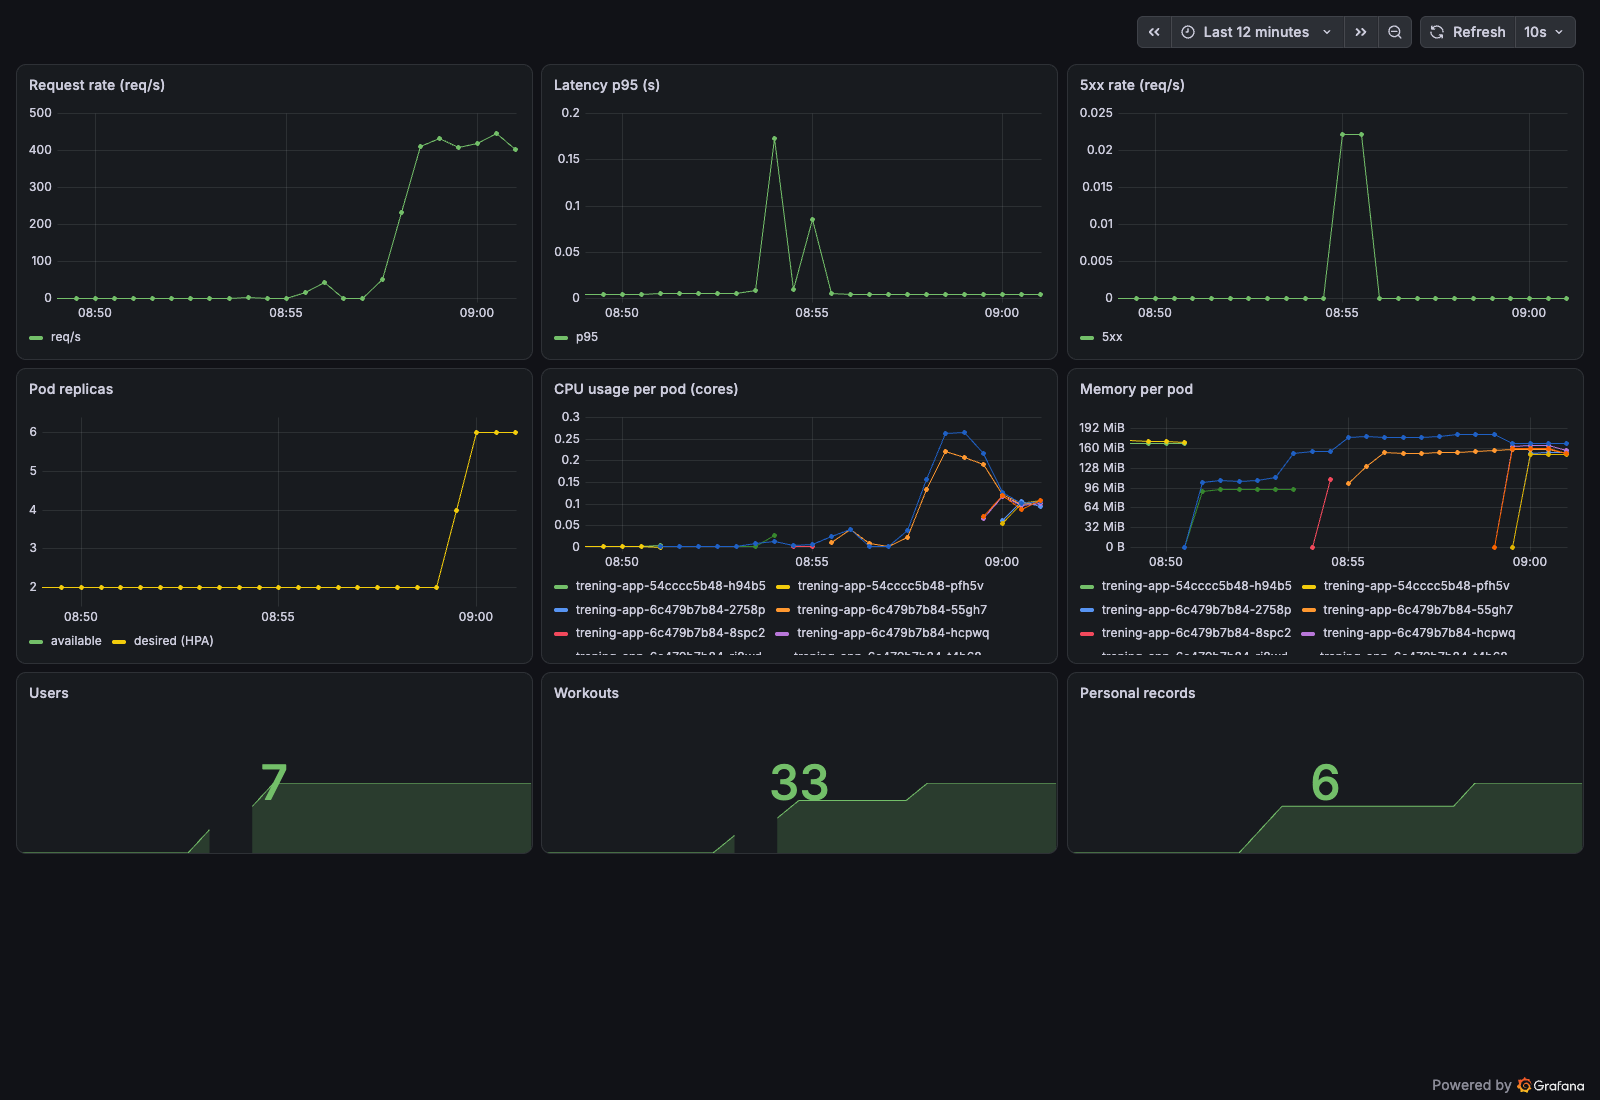 Last 12 minutes
Refresh
10s
Request rate (req/s)
500
400
300
200
100
0
08:50 08:55 09:00
req/s
Latency p95 (s)
0.2
0.15
0.1
0.05
0
08:50 08:55 09:00
p95
5xx rate (req/s)
0.025
0.02
0.015
0.01
0.005
0
08:50 08:55 09:00
5xx
Pod replicas
6
5
4
3
2
08:50 08:55 09:00
available desired (HPA)
CPU usage per pod (cores)
0.3
0.25
0.2
0.15
0.1
0.05
0
08:50 08:55 09:00
trening-app-54cccc5b48-h94b5 trening-app-54cccc5b48-pfh5v
trening-app-6c479b7b84-2758p trening-app-6c479b7b84-55gh7
trening-app-6c479b7b84-8spc2 trening-app-6c479b7b84-hcpwq
Memory per pod
192 MiB
160 MiB
128 MiB
96 MiB
64 MiB
32 MiB
0 B
08:50 08:55 09:00
trening-app-54cccc5b48-h94b5 trening-app-54cccc5b48-pfh5v
trening-app-6c479b7b84-2758p trening-app-6c479b7b84-55gh7
trening-app-6c479b7b84-8spc2 trening-app-6c479b7b84-hcpwq
Users
7
Workouts
33
Personal records
6
Powered by Grafana